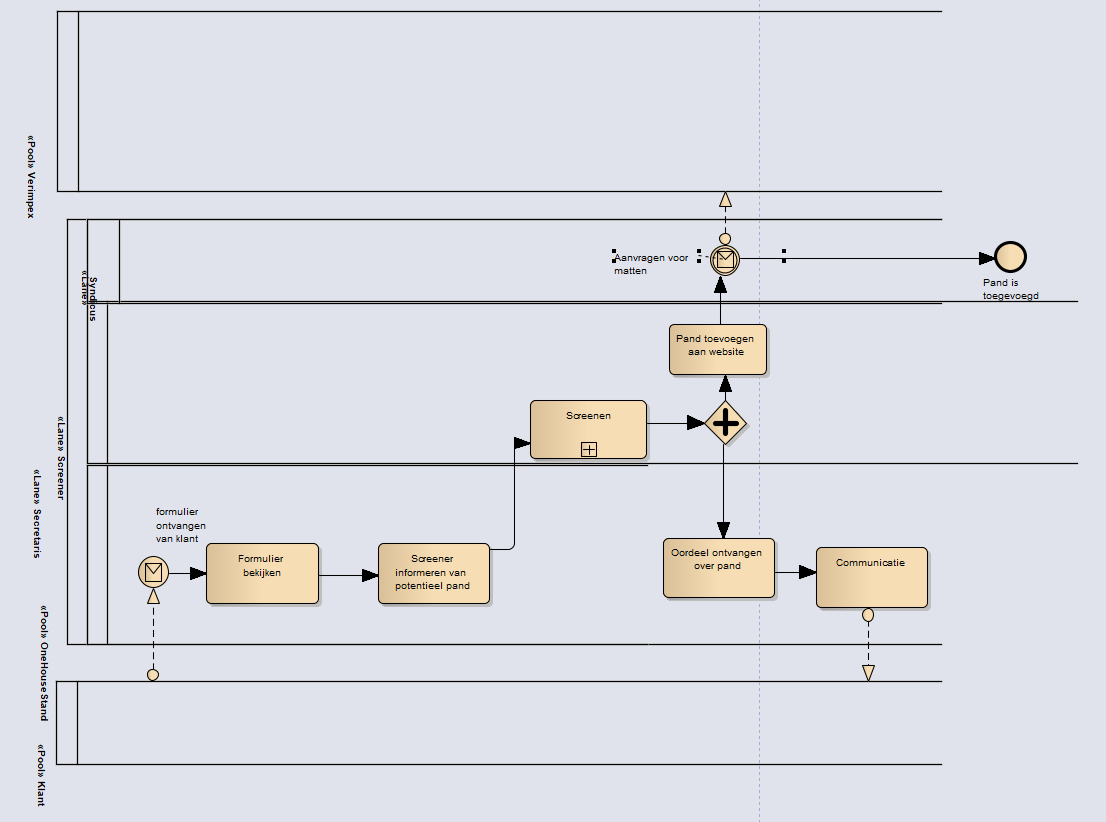 «Pool» Verimpex
Aanvragen voor
matten
Pand is
toegevoegd
«Lane»
Syndicus
Pand toevoegen
aan website
Screenen
«Lane» Screener
«Lane» Secretaris
formulier
ontvangen
van klant
Formulier
bekijken
Screener
informeren van
potentieel pand
Oordeel ontvangen
over pand
Communicatie
«Pool» OneHouseStand
«Pool» Klant